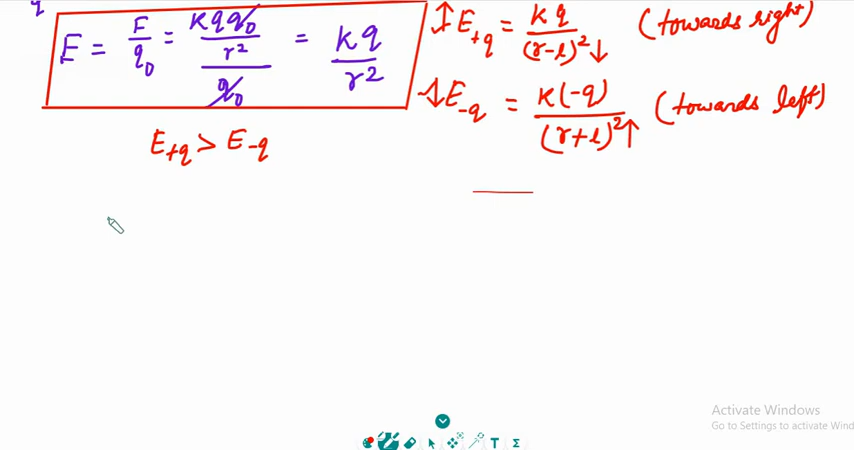 q
E = F/q₀ = (K q q₀/r²)/q₀ = Kq/r²
↑E₊q = Kq/(r-l)²↓ (towards right)
↓E₋q = K(-q)/(r+l)²↑ (towards left)
E₊q > E₋q
T Σ
Activate Windows
Go to Settings to activate Wind